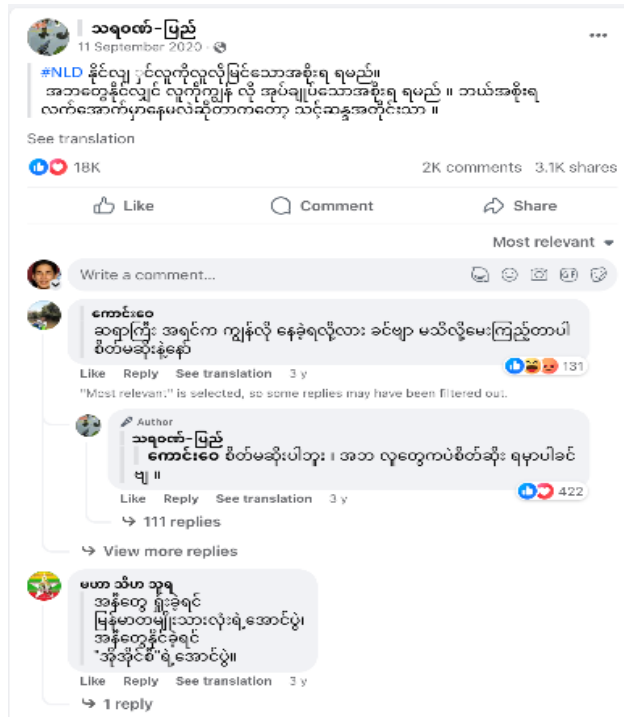 သရဝဏ်-ပြည်
11 September 2020 ·
#NLD နိုင်လျှင်လူကိုလူလိုမြင်သောအစိုးရ ရမည်။
အဘတွေနိုင်လျှင် လူကိုကျွန် လို အုပ်ချုပ်သောအစိုးရ ရမည် ။ ဘယ်အစိုးရ
လက်အောက်မှာနေမလဲဆိုတာကတော့ သင့်ဆန္ဒအတိုင်းသာ ။
See translation
18K
2K comments 3.1K shares
Like Comment Share
Most relevant
Write a comment...
GIF
ကောင်းဝေ
ဆရာကြီး အရင်က ကျွန်လို နေခဲ့ရလို့လား ခင်ဗျာ မသိလို့မေးကြည့်တာပါ
စိတ်မဆိုးနဲ့နော်
Like Reply See translation 3 y
131
"Most relevant" is selected, so some replies may have been filtered out.
Author
သရဝဏ်-ပြည်
ကောင်းဝေ စိတ်မဆိုးပါဘူး ၊ အဘ လူတွေကပဲစိတ်ဆိုး ရမှာပါခင်
ဗျ ။
Like Reply See translation 3 y
422
111 replies
View more replies
မဟာ သီဟ သူရ
အနီတွေ ရှုံးခဲ့ရင်
မြန်မာတမျိုးသားလုံးရဲ့အောင်ပွဲ၊
အနီတွေနိုင်ခဲ့ရင်
"အိုအိုင်စီ"ရဲ့အောင်ပွဲ။
Like Reply See translation 3 y
1 reply